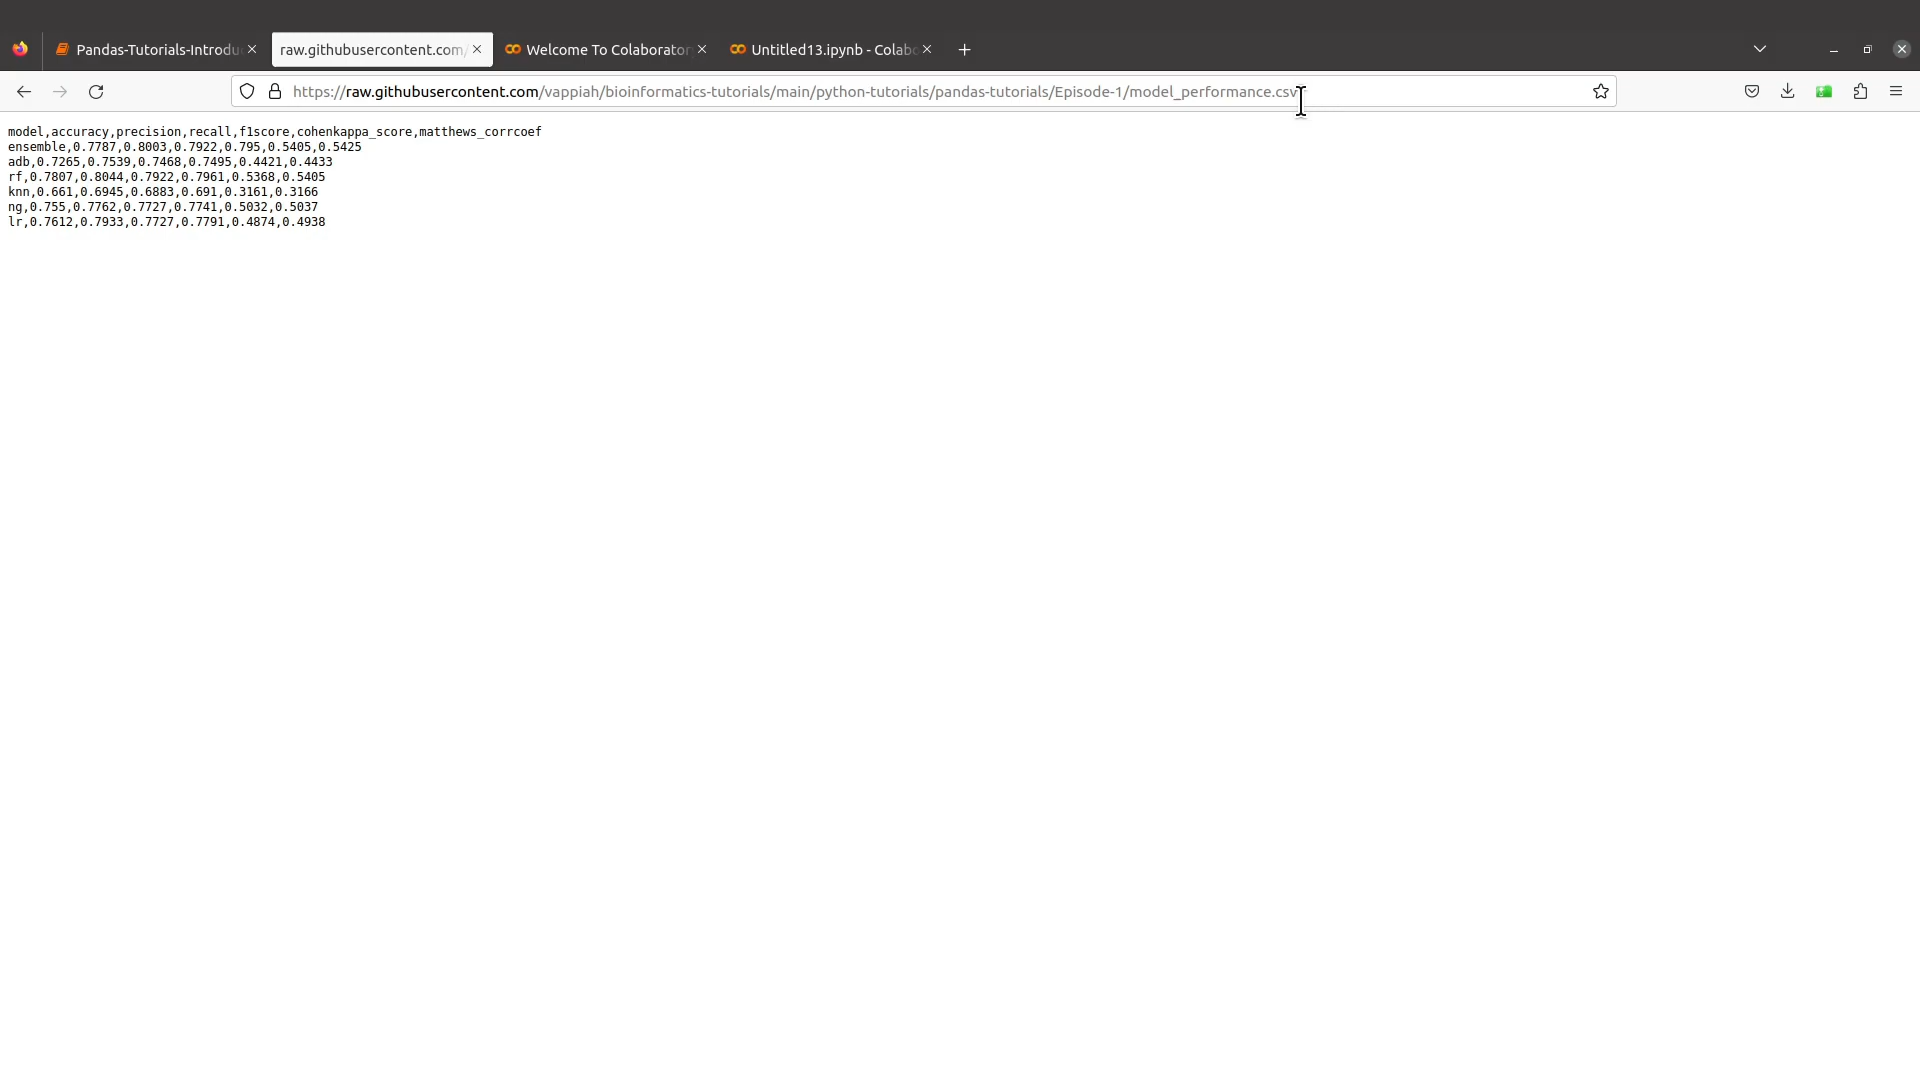 Pandas-Tutorials-Introdu
raw.githubusercontent.com/
Welcome To Colaborator
Untitled13.ipynb - Colabo
https://raw.githubusercontent.com/vappiah/bioinformatics-tutorials/main/python-tutorials/pandas-tutorials/Episode-1/model_performance.csv
model,accuracy,precision,recall,f1score,cohenkappa_score,matthews_corrcoef
ensemble,0.7787,0.8003,0.7922,0.795,0.5405,0.5425
adb,0.7265,0.7539,0.7468,0.7495,0.4421,0.4433
rf,0.7807,0.8044,0.7922,0.7961,0.5368,0.5405
knn,0.661,0.6945,0.6883,0.691,0.3161,0.3166
ng,0.755,0.7762,0.7727,0.7741,0.5032,0.5037
lr,0.7612,0.7933,0.7727,0.7791,0.4874,0.4938